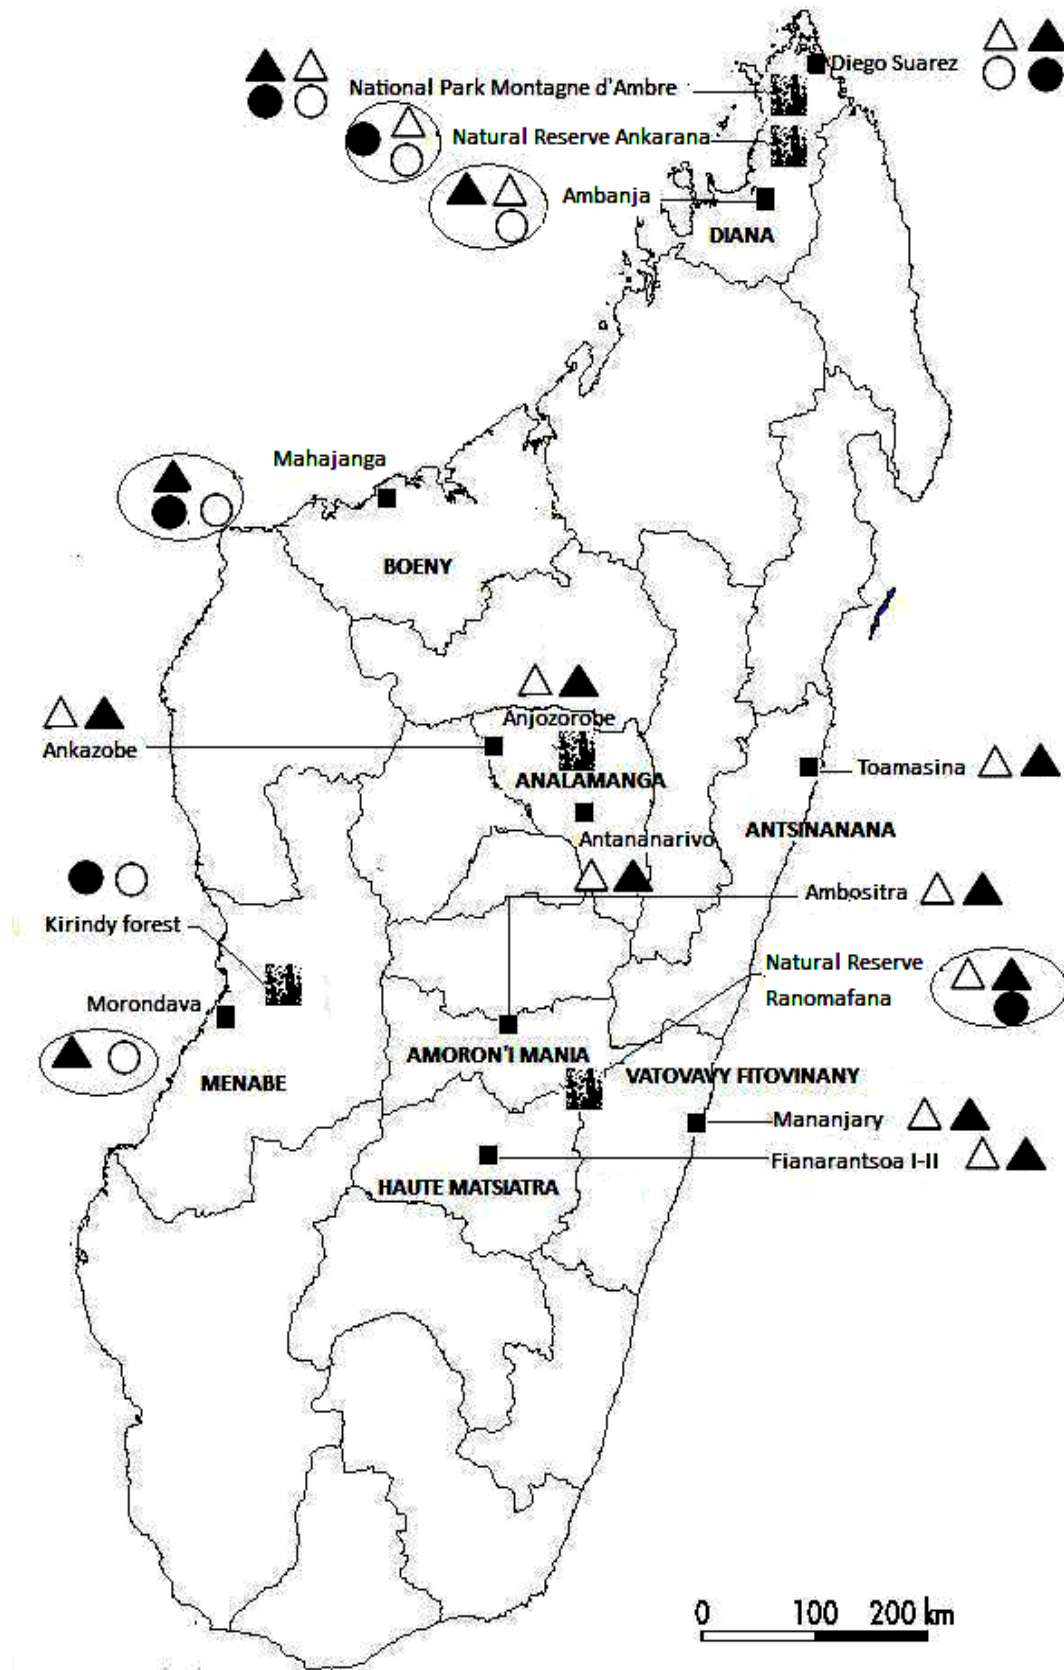 Diego Suarez
National Park Montagne d'Ambre
Natural Reserve Ankarana
Ambanja
DIANA
Mahajanga
BOENY
Anjozorobe
Ankazobe
ANALAMANGA
Toamasina
ANTSINANANA
Antananarivo
Ambositra
Kirindy forest
Natural Reserve
Ranomafana
Morondava
AMORON'I MANIA
MENABE
VATOVAVY FITOVINANY
Mananjary
Fianarantsoa I-II
HAUTE MATSIATRA
0 100 200 km